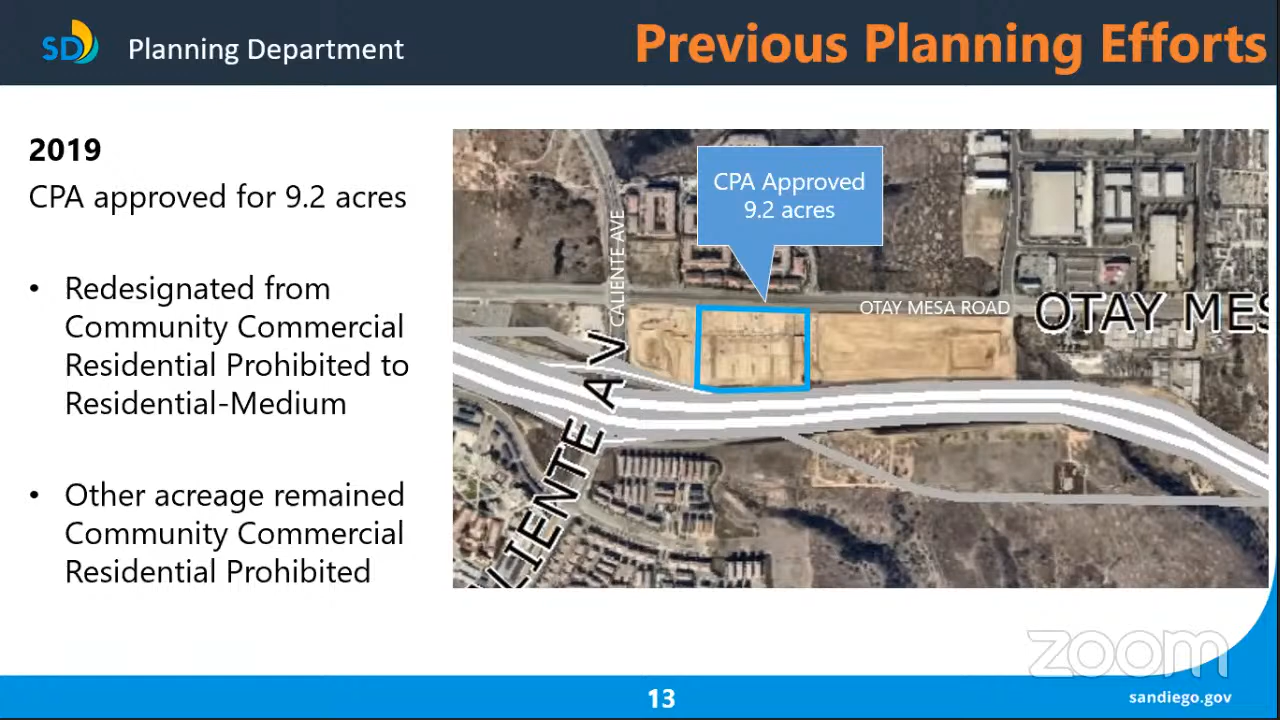 SD
Planning Department
Previous Planning Efforts
2019
CPA approved for 9.2 acres
• Redesignated from
Community Commercial
Residential Prohibited to
Residential-Medium
• Other acreage remained
Community Commercial
Residential Prohibited
CPA Approved
9.2 acres
CALIENTE AVE
OTAY MESA ROAD
OTAY MES
LIENTE AV
zoom
13
sandiego.gov